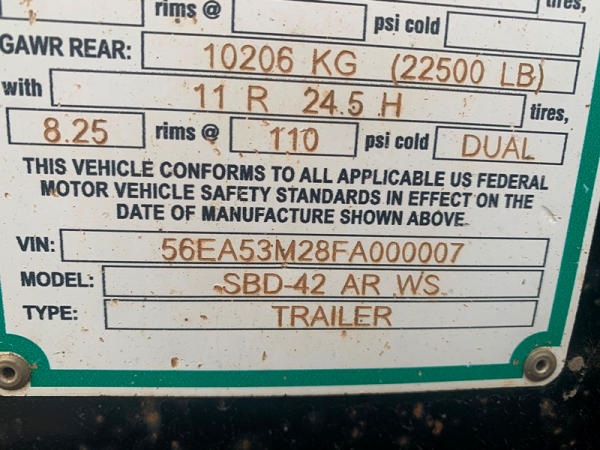 rims @ psi cold tires,
GAWR REAR: 10206 KG (22500 LB)
with 11 R 24.5 H tires,
8.25 rims @ 110 psi cold DUAL
THIS VEHICLE CONFORMS TO ALL APPLICABLE US FEDERAL
MOTOR VEHICLE SAFETY STANDARDS IN EFFECT ON THE
DATE OF MANUFACTURE SHOWN ABOVE
VIN: 56EA53M28FA000007
MODEL: SBD-42 AR WS
TYPE: TRAILER